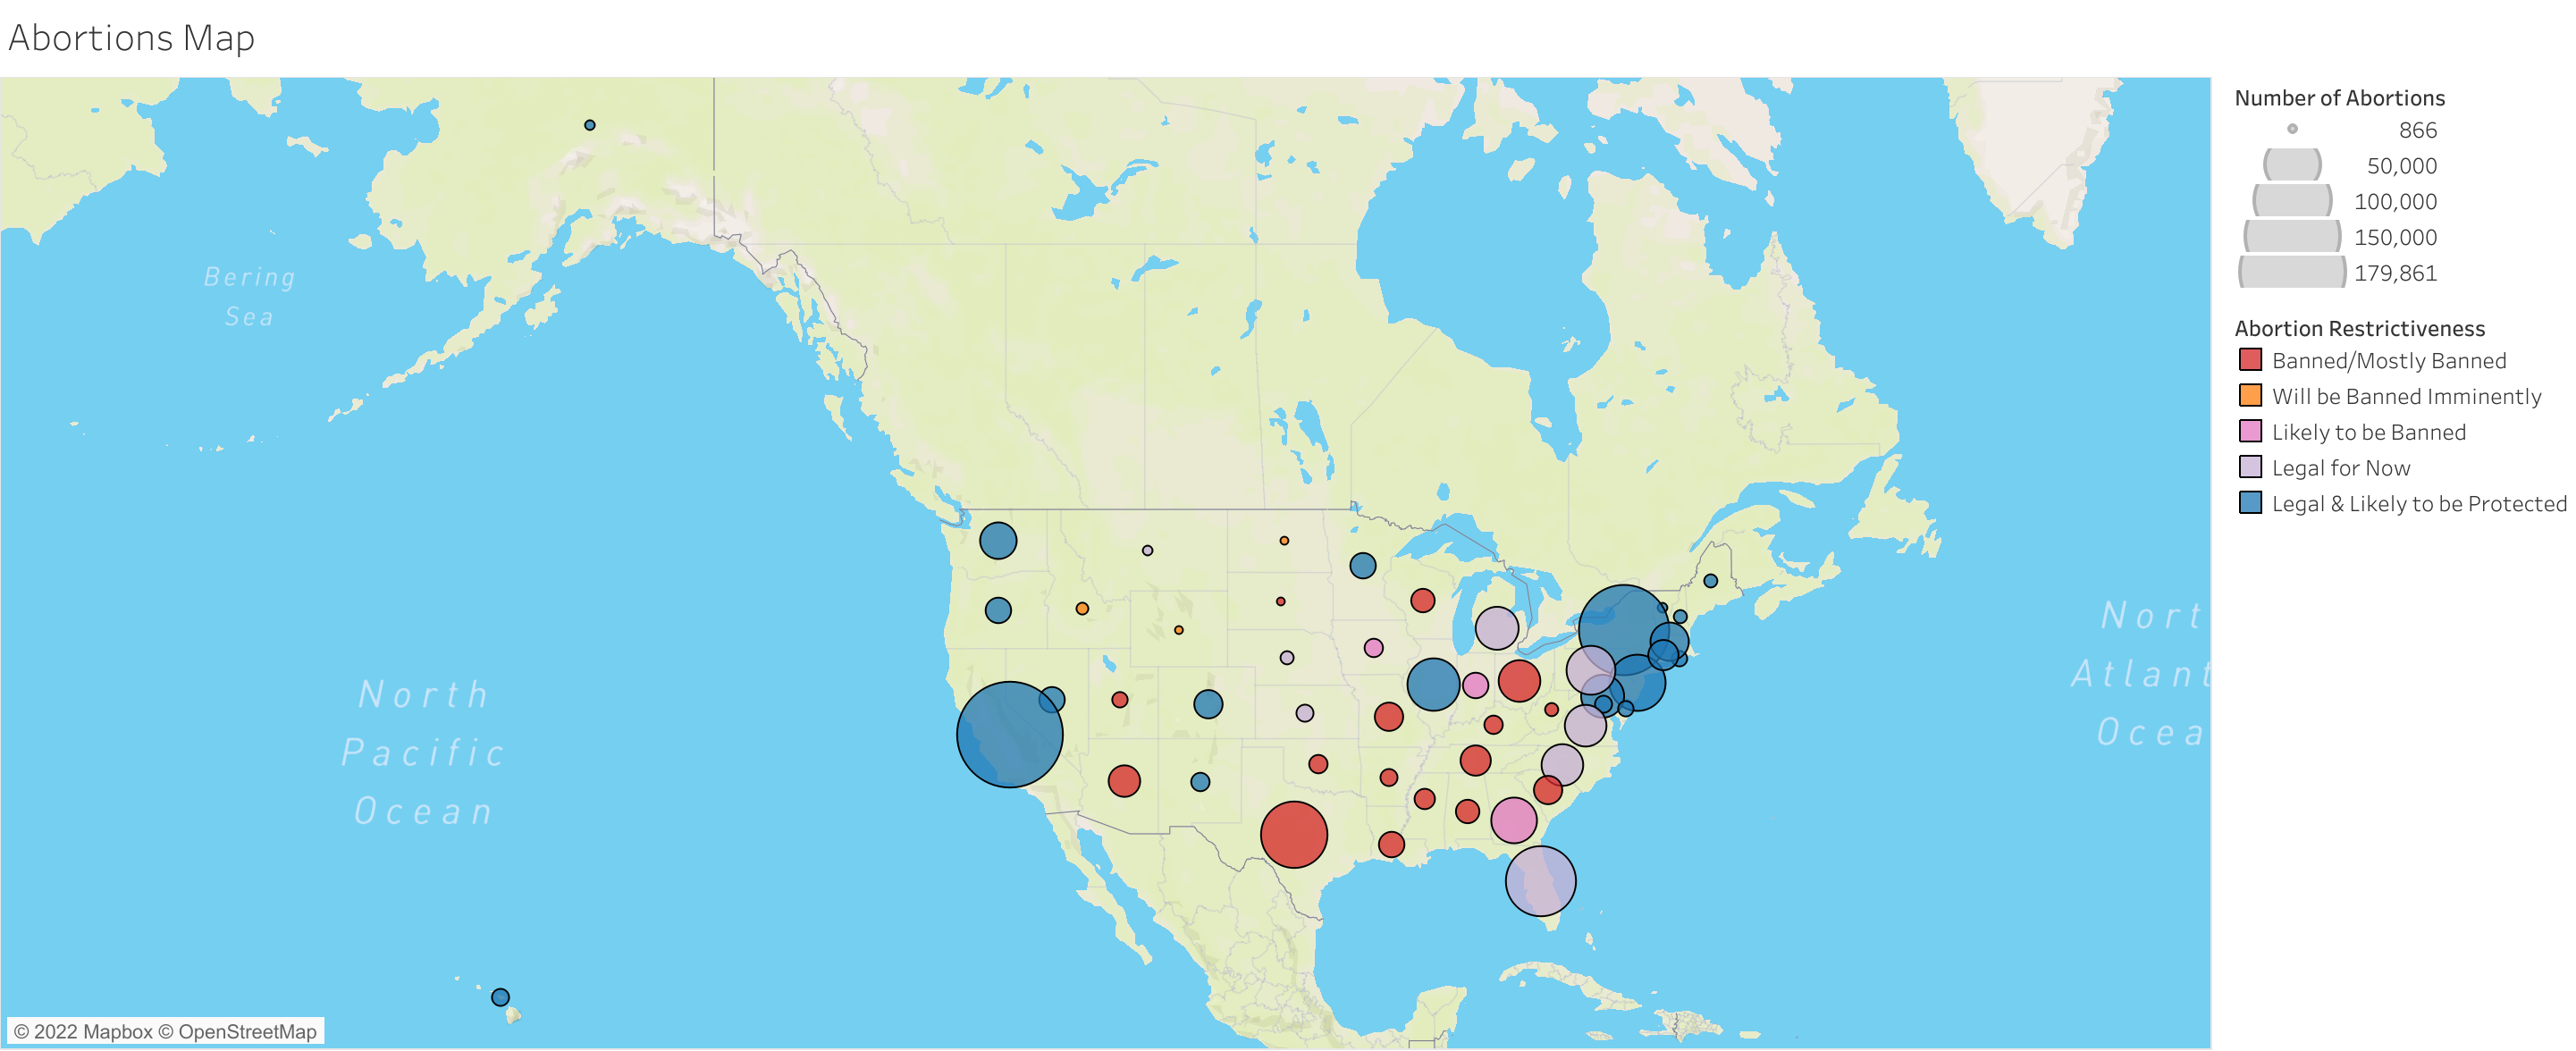 Abortions Map
Number of Abortions
866
50,000
100,000
150,000
179,861
Abortion Restrictiveness
Banned/Mostly Banned
Will be Banned Imminently
Likely to be Banned
Legal for Now
Legal & Likely to be Protected
Bering
Sea
North
Pacific
Ocean
Nort
Atlant
Ocea
© 2022 Mapbox © OpenStreetMap